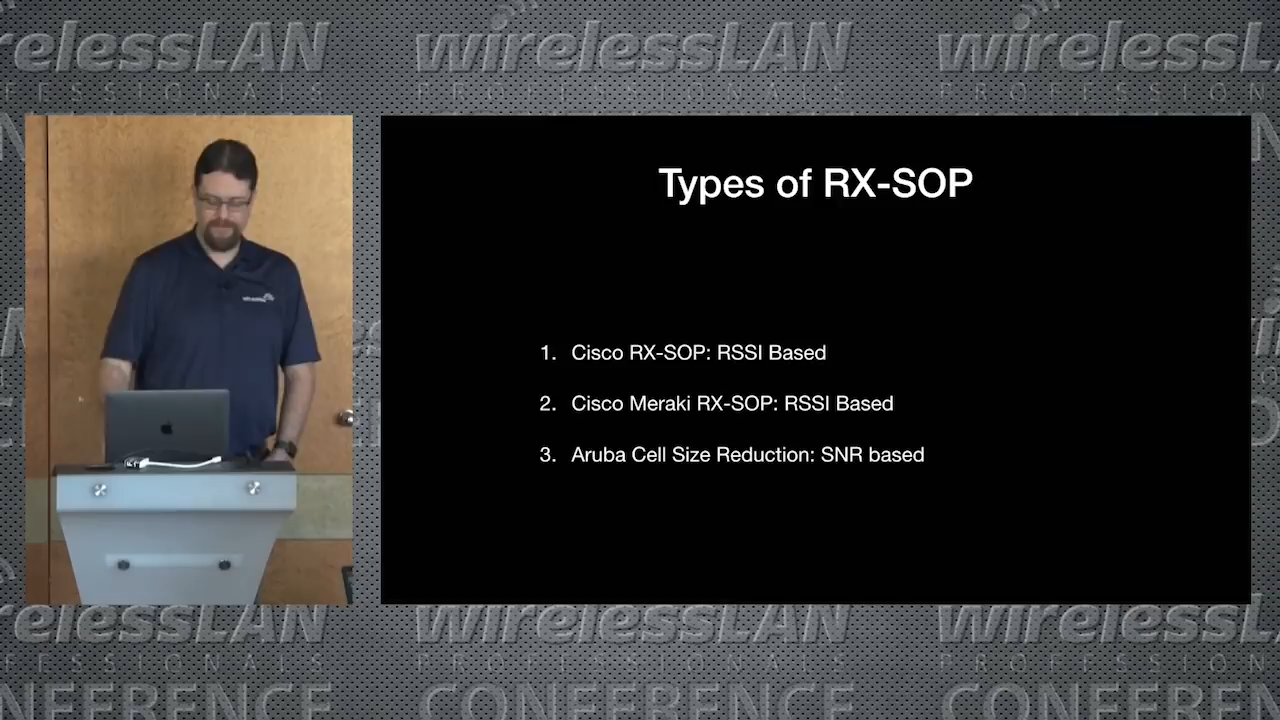 wirelessLAN
PROFESSIONALS
CONFERENCE
Types of RX-SOP
1. Cisco RX-SOP: RSSI Based
2. Cisco Meraki RX-SOP: RSSI Based
3. Aruba Cell Size Reduction: SNR based